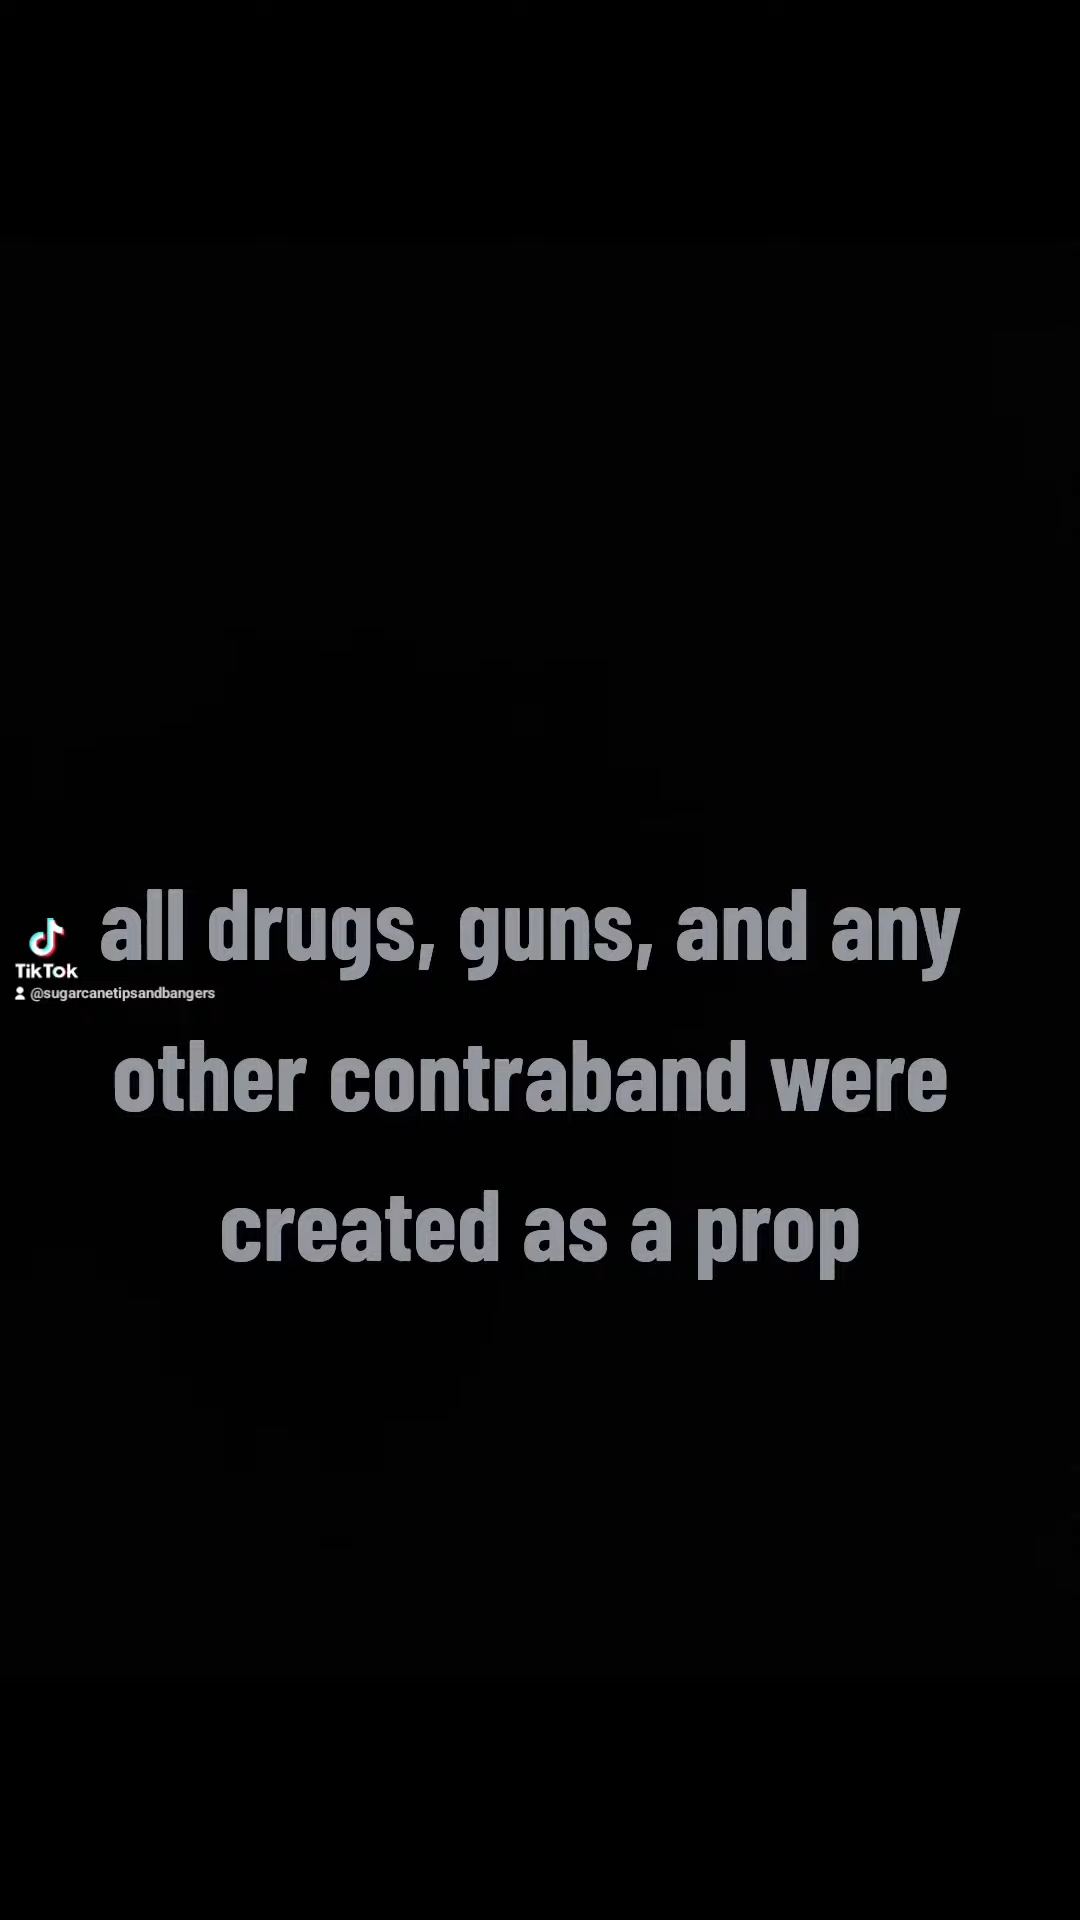 all drugs, guns, and any
TikTok
@sugarcanetipsandbangers
other contraband were
created as a prop